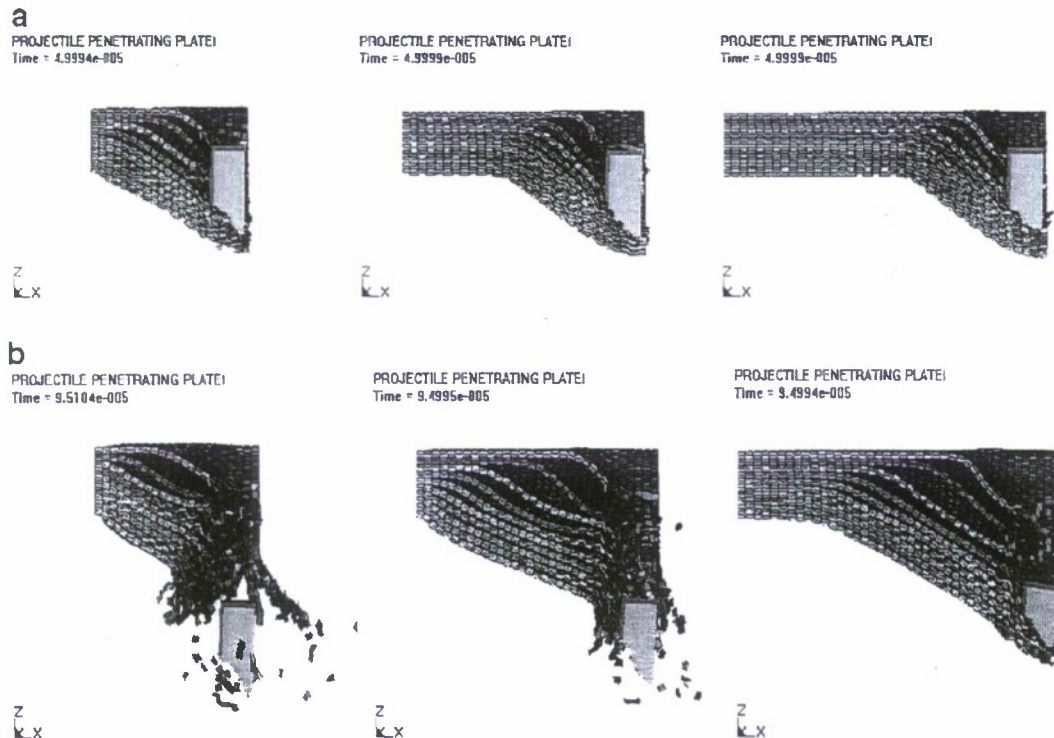 a
PROJECTILE PENETRATING PLATE!
Time = 4.9994e-005
PROJECTILE PENETRATING PLATE!
Time = 4.9999e-005
PROJECTILE PENETRATING PLATE!
Time = 4.9999e-005
Z
X
Z
X
Z
X
b
PROJECTILE PENETRATING PLATE!
Time = 9.5104e-005
PROJECTILE PENETRATING PLATE!
Time = 9.4995e-005
PROJECTILE PENETRATING PLATE!
Time = 9.4994e-005
Z
X
Z
X
Z
X